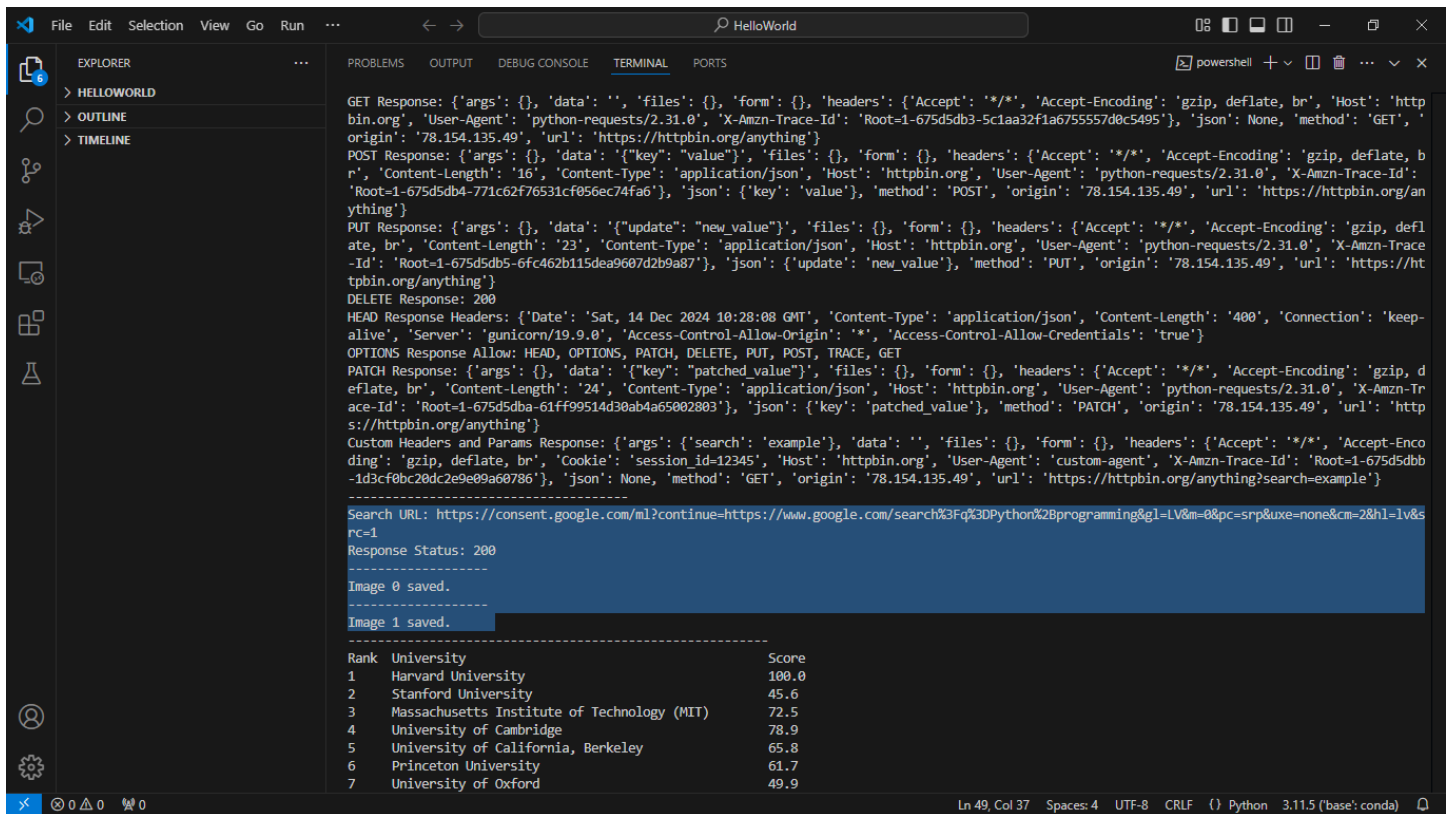 File Edit Selection View Go Run ··· HelloWorld
EXPLORER ···
HELLOWORLD
OUTLINE
TIMELINE
6
PROBLEMS OUTPUT DEBUG CONSOLE TERMINAL PORTS powershell
GET Response: {'args': {}, 'data': '', 'files': {}, 'form': {}, 'headers': {'Accept': '*/*', 'Accept-Encoding': 'gzip, deflate, br', 'Host': 'http
bin.org', 'User-Agent': 'python-requests/2.31.0', 'X-Amzn-Trace-Id': 'Root=1-675d5db3-5c1aa32f1a6755557d0c5495'}, 'json': None, 'method': 'GET', '
origin': '78.154.135.49', 'url': 'https://httpbin.org/anything'}
POST Response: {'args': {}, 'data': '{"key": "value"}', 'files': {}, 'form': {}, 'headers': {'Accept': '*/*', 'Accept-Encoding': 'gzip, deflate, b
r', 'Content-Length': '16', 'Content-Type': 'application/json', 'Host': 'httpbin.org', 'User-Agent': 'python-requests/2.31.0', 'X-Amzn-Trace-Id':
'Root=1-675d5db4-771c62f76531cf056ec74fa6'}, 'json': {'key': 'value'}, 'method': 'POST', 'origin': '78.154.135.49', 'url': 'https://httpbin.org/an
ything'}
PUT Response: {'args': {}, 'data': '{"update": "new_value"}', 'files': {}, 'form': {}, 'headers': {'Accept': '*/*', 'Accept-Encoding': 'gzip, defl
ate, br', 'Content-Length': '23', 'Content-Type': 'application/json', 'Host': 'httpbin.org', 'User-Agent': 'python-requests/2.31.0', 'X-Amzn-Trace
-Id': 'Root=1-675d5db5-6fc462b115dea9607d2b9a87'}, 'json': {'update': 'new_value'}, 'method': 'PUT', 'origin': '78.154.135.49', 'url': 'https://ht
tpbin.org/anything'}
DELETE Response: 200
HEAD Response Headers: {'Date': 'Sat, 14 Dec 2024 10:28:08 GMT', 'Content-Type': 'application/json', 'Content-Length': '400', 'Connection': 'keep-
alive', 'Server': 'gunicorn/19.9.0', 'Access-Control-Allow-Origin': '*', 'Access-Control-Allow-Credentials': 'true'}
OPTIONS Response Allow: HEAD, OPTIONS, PATCH, DELETE, PUT, POST, TRACE, GET
PATCH Response: {'args': {}, 'data': '{"key": "patched_value"}', 'files': {}, 'form': {}, 'headers': {'Accept': '*/*', 'Accept-Encoding': 'gzip, d
eflate, br', 'Content-Length': '24', 'Content-Type': 'application/json', 'Host': 'httpbin.org', 'User-Agent': 'python-requests/2.31.0', 'X-Amzn-Tr
ace-Id': 'Root=1-675d5dba-61ff99514d30ab4a65002803'}, 'json': {'key': 'patched_value'}, 'method': 'PATCH', 'origin': '78.154.135.49', 'url': 'http
s://httpbin.org/anything'}
Custom Headers and Params Response: {'args': {'search': 'example'}, 'data': '', 'files': {}, 'form': {}, 'headers': {'Accept': '*/*', 'Accept-Enco
ding': 'gzip, deflate, br', 'Cookie': 'session_id=12345', 'Host': 'httpbin.org', 'User-Agent': 'custom-agent', 'X-Amzn-Trace-Id': 'Root=1-675d5dbb
-1d3cf0bc20dc2e9e09a60786'}, 'json': None, 'method': 'GET', 'origin': '78.154.135.49', 'url': 'https://httpbin.org/anything?search=example'}
--------------------------------------
Search URL: https://consent.google.com/ml?continue=https://www.google.com/search%3Fq%3DPython%2Bprogramming&gl=LV&m=0&pc=srp&uxe=none&cm=2&hl=lv&s
rc=1
Response Status: 200
-------------------
Image 0 saved.
-------------------
Image 1 saved.
---------------------------------------------------------
Rank University Score
1 Harvard University 100.0
2 Stanford University 45.6
3 Massachusetts Institute of Technology (MIT) 72.5
4 University of Cambridge 78.9
5 University of California, Berkeley 65.8
6 Princeton University 61.7
7 University of Oxford 49.9
0 0 0 Ln 49, Col 37 Spaces: 4 UTF-8 CRLF {} Python 3.11.5 ('base': conda)